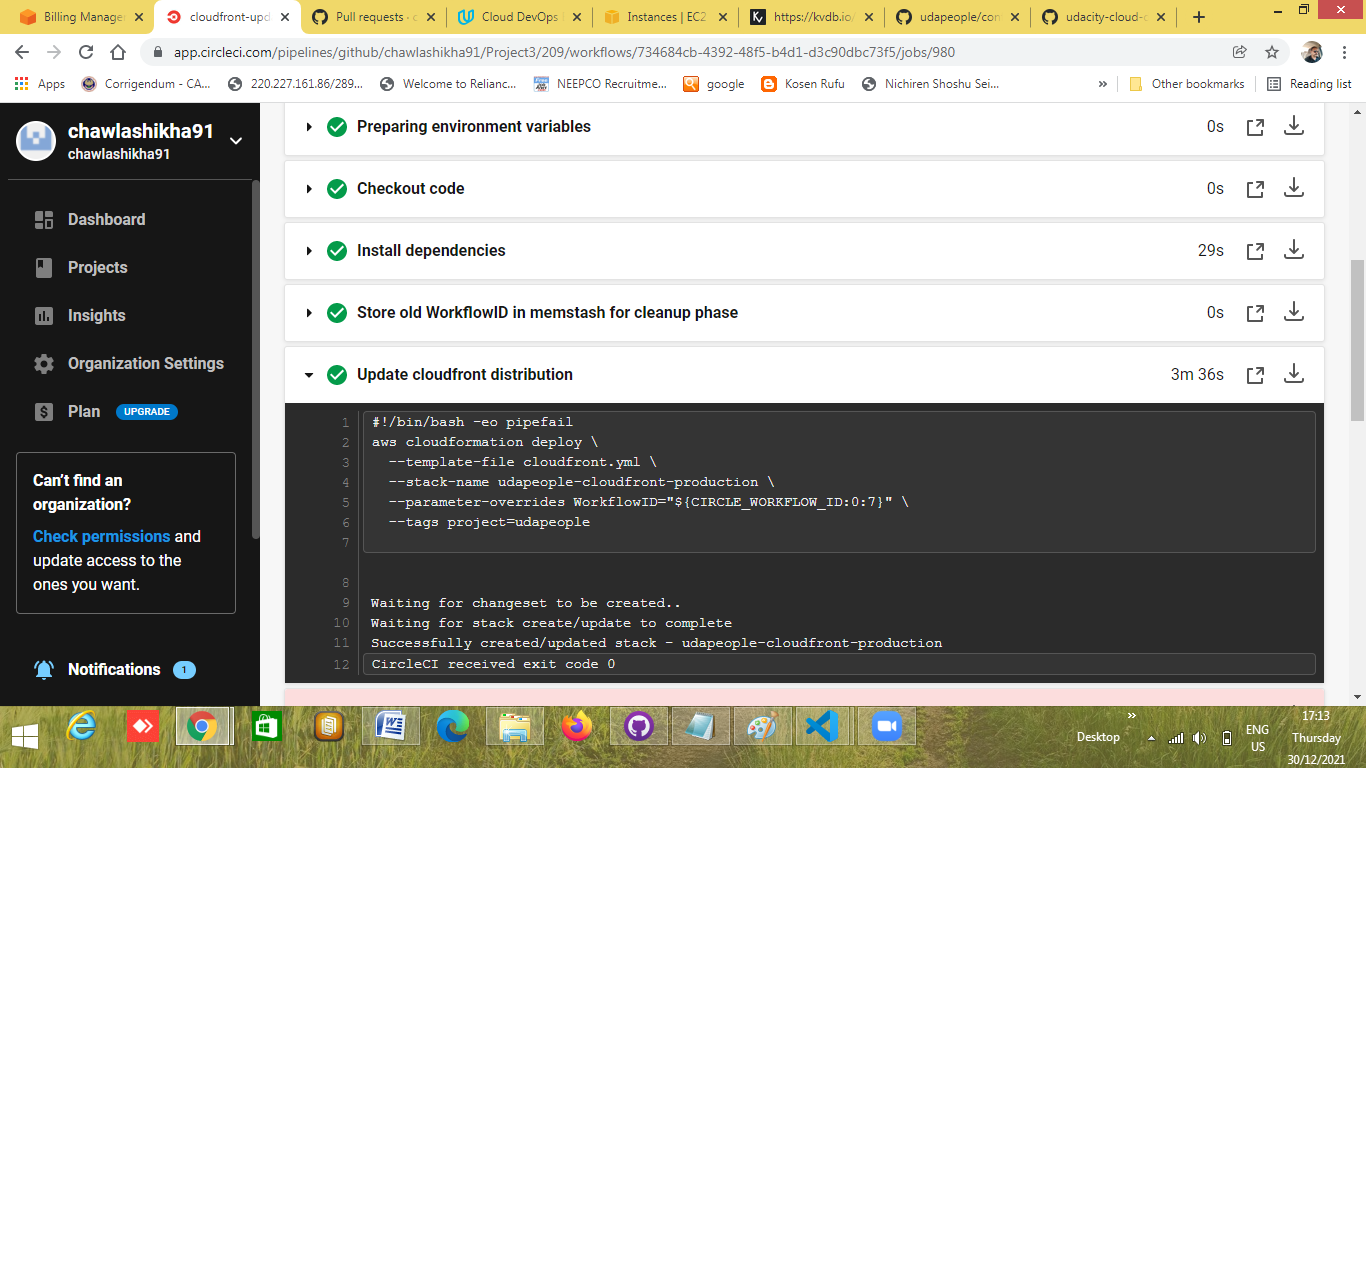 Billing Manage
cloudfront-upd
Pull requests ·
Cloud DevOps
Instances | EC2
https://kvdb.io/
udapeople/con
udacity-cloud-
app.circleci.com/pipelines/github/chawlashikha91/Project3/209/workflows/734684cb-4392-48f5-b4d1-d3c90dbc73f5/jobs/980
Apps
Corrigendum - CA...
220.227.161.86/289...
Welcome to Relianc...
NEEPCO Recruitme...
google
Kosen Rufu
Nichiren Shoshu Sei...
»
Other bookmarks
Reading list
chawlashikha91
chawlashikha91
Dashboard
Projects
Insights
Organization Settings
Plan UPGRADE
Can't find an
organization?
Check permissions and
update access to the
ones you want.
Notifications 1
Preparing environment variables 0s
Checkout code 0s
Install dependencies 29s
Store old WorkflowID in memstash for cleanup phase 0s
Update cloudfront distribution 3m 36s
1 #!/bin/bash -eo pipefail
2 aws cloudformation deploy \
3 --template-file cloudfront.yml \
4 --stack-name udapeople-cloudfront-production \
5 --parameter-overrides WorkflowID="${CIRCLE_WORKFLOW_ID:0:7}" \
6 --tags project=udapeople
7
8
9 Waiting for changeset to be created..
10 Waiting for stack create/update to complete
11 Successfully created/updated stack - udapeople-cloudfront-production
12 CircleCI received exit code 0
Desktop
»
ENG
US
17:13
Thursday
30/12/2021